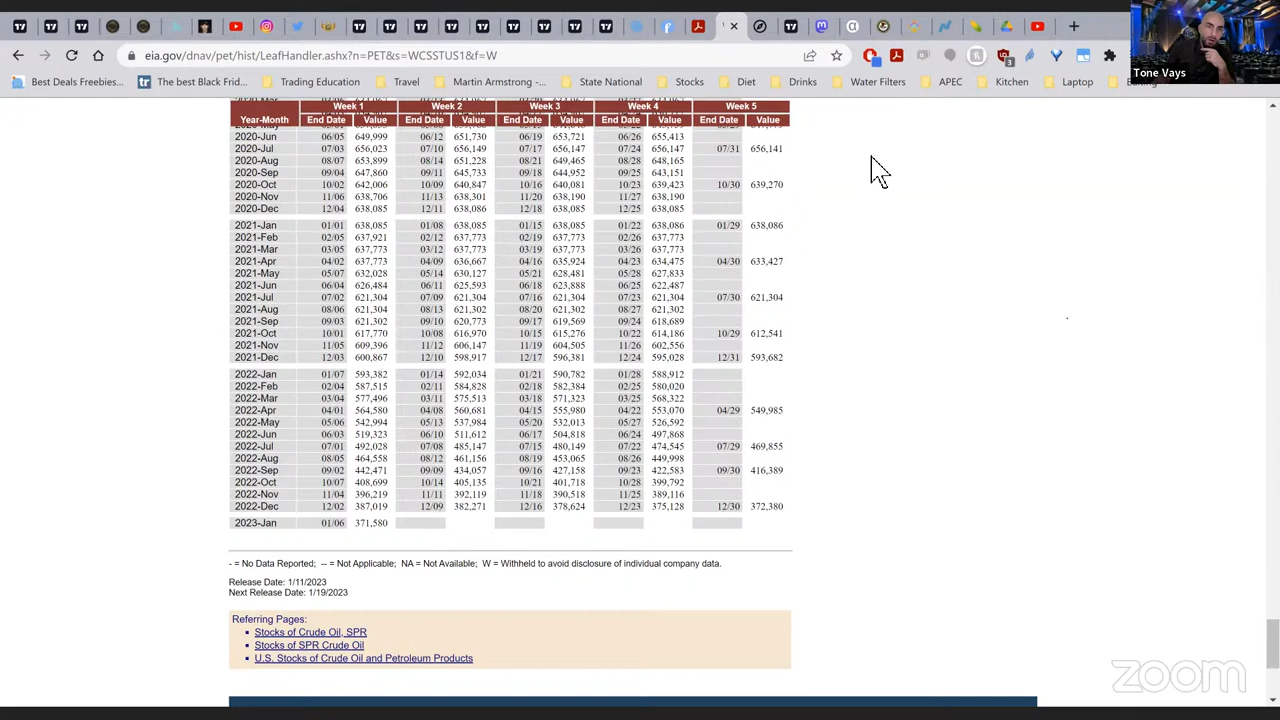 eia.gov/dnav/pet/hist/LeafHandler.ashx?n=PET&s=WCSSTUS1&f=W
Best Deals Freebies... The best Black Frid... Trading Education Travel Martin Armstrong -... State National Stocks Diet Drinks Water Filters APEC Kitchen Laptop
Tone Vays
Year-Month Week 1 Week 2 Week 3 Week 4 Week 5
End Date Value End Date Value End Date Value End Date Value End Date Value
2020-Jun 06/05 649,999 06/12 651,730 06/19 653,721 06/26 655,413
2020-Jul 07/03 656,023 07/10 656,149 07/17 656,147 07/24 656,147 07/31 656,141
2020-Aug 08/07 653,899 08/14 651,228 08/21 649,465 08/28 648,165
2020-Sep 09/04 647,860 09/11 645,733 09/18 644,952 09/25 643,151
2020-Oct 10/02 642,006 10/09 640,847 10/16 640,081 10/23 639,423 10/30 639,270
2020-Nov 11/06 638,706 11/13 638,301 11/20 638,190 11/27 638,190
2020-Dec 12/04 638,085 12/11 638,086 12/18 638,085 12/25 638,085
2021-Jan 01/01 638,085 01/08 638,085 01/15 638,085 01/22 638,086 01/29 638,086
2021-Feb 02/05 637,921 02/12 637,773 02/19 637,773 02/26 637,773
2021-Mar 03/05 637,773 03/12 637,773 03/19 637,773 03/26 637,773
2021-Apr 04/02 637,773 04/09 636,667 04/16 635,924 04/23 634,475 04/30 633,427
2021-May 05/07 632,028 05/14 630,127 05/21 628,481 05/28 627,833
2021-Jun 06/04 626,484 06/11 625,593 06/18 623,888 06/25 622,487
2021-Jul 07/02 621,304 07/09 621,304 07/16 621,304 07/23 621,304 07/30 621,304
2021-Aug 08/06 621,304 08/13 621,302 08/20 621,302 08/27 621,302
2021-Sep 09/03 621,302 09/10 620,773 09/17 619,569 09/24 618,689
2021-Oct 10/01 617,770 10/08 616,970 10/15 615,276 10/22 614,186 10/29 612,541
2021-Nov 11/05 609,396 11/12 606,147 11/19 604,505 11/26 602,556
2021-Dec 12/03 600,867 12/10 598,917 12/17 596,381 12/24 595,028 12/31 593,682
2022-Jan 01/07 593,382 01/14 592,034 01/21 590,782 01/28 588,912
2022-Feb 02/04 587,515 02/11 584,828 02/18 582,384 02/25 580,020
2022-Mar 03/04 577,496 03/11 575,513 03/18 571,323 03/25 568,322
2022-Apr 04/01 564,580 04/08 560,681 04/15 555,980 04/22 553,070 04/29 549,985
2022-May 05/06 542,994 05/13 537,984 05/20 532,013 05/27 526,592
2022-Jun 06/03 519,323 06/10 511,612 06/17 504,818 06/24 497,868
2022-Jul 07/01 492,028 07/08 485,147 07/15 480,149 07/22 474,545 07/29 469,855
2022-Aug 08/05 464,558 08/12 461,156 08/19 453,065 08/26 449,998
2022-Sep 09/02 442,471 09/09 434,057 09/16 427,158 09/23 422,583 09/30 416,389
2022-Oct 10/07 408,699 10/14 405,135 10/21 401,718 10/28 399,792
2022-Nov 11/04 396,219 11/11 392,119 11/18 390,518 11/25 389,116
2022-Dec 12/02 387,019 12/09 382,271 12/16 378,624 12/23 375,128 12/30 372,380
2023-Jan 01/06 371,580
- = No Data Reported; -- = Not Applicable; NA = Not Available; W = Withheld to avoid disclosure of individual company data.
Release Date: 1/11/2023
Next Release Date: 1/19/2023
Referring Pages:
Stocks of Crude Oil, SPR
Stocks of SPR Crude Oil
U.S. Stocks of Crude Oil and Petroleum Products
zoom